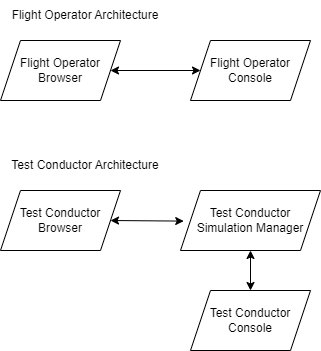 Flight Operator Architecture
Flight Operator
Browser
Flight Operator
Console
Test Conductor Architecture
Test Conductor
Browser
Test Conductor
Simulation Manager
Test Conductor
Console